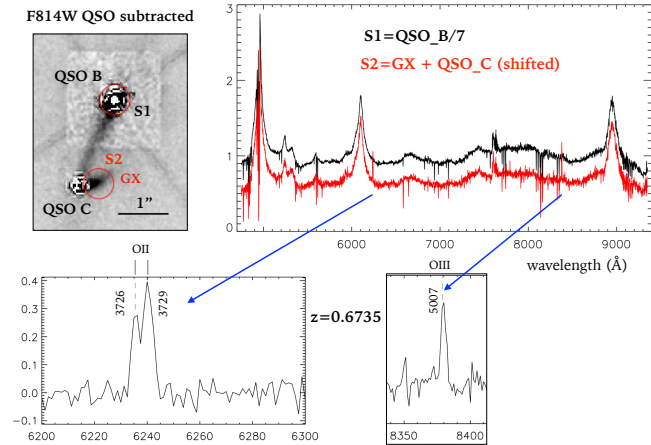 F814W QSO subtracted
QSO B
S1
S2
GX
QSO C
1”
3
2
1
0
S1=QSO_B/7
S2=GX + QSO_C (shifted)
6000
7000
8000
9000
wavelength (Å)
OII
3726
3729
0.4
0.3
0.2
0.1
0.0
−0.1
6200
6220
6240
6260
6280
6300
z=0.6735
OIII
5007
8350
8400